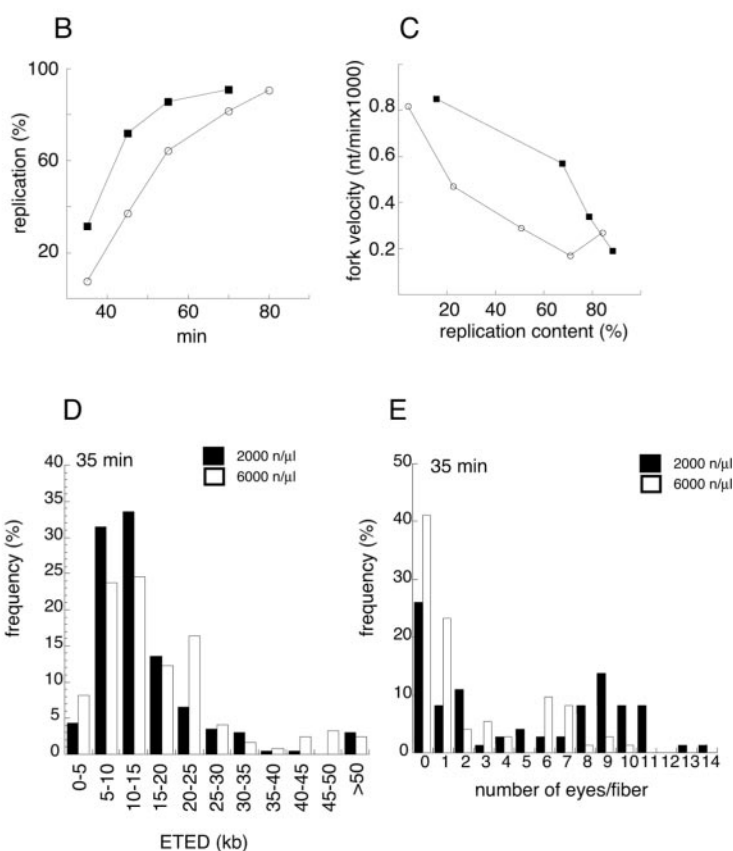 B
100
60
20
replication (%)
40
60
80
min
C
0.8
0.6
0.4
0.2
fork velocity (nt/minx1000)
20
40
60
80
replication content (%)
D
35 min
2000 n/µl
6000 n/µl
45
40
35
30
25
20
15
10
5
0
frequency (%)
0-5
5-10
10-15
15-20
20-25
25-30
30-35
35-40
40-45
45-50
>50
ETED (kb)
E
35 min
2000 n/µl
6000 n/µl
50
40
30
20
10
0
frequency (%)
0 1 2 3 4 5 6 7 8 9 10 11 12 13 14
number of eyes/fiber